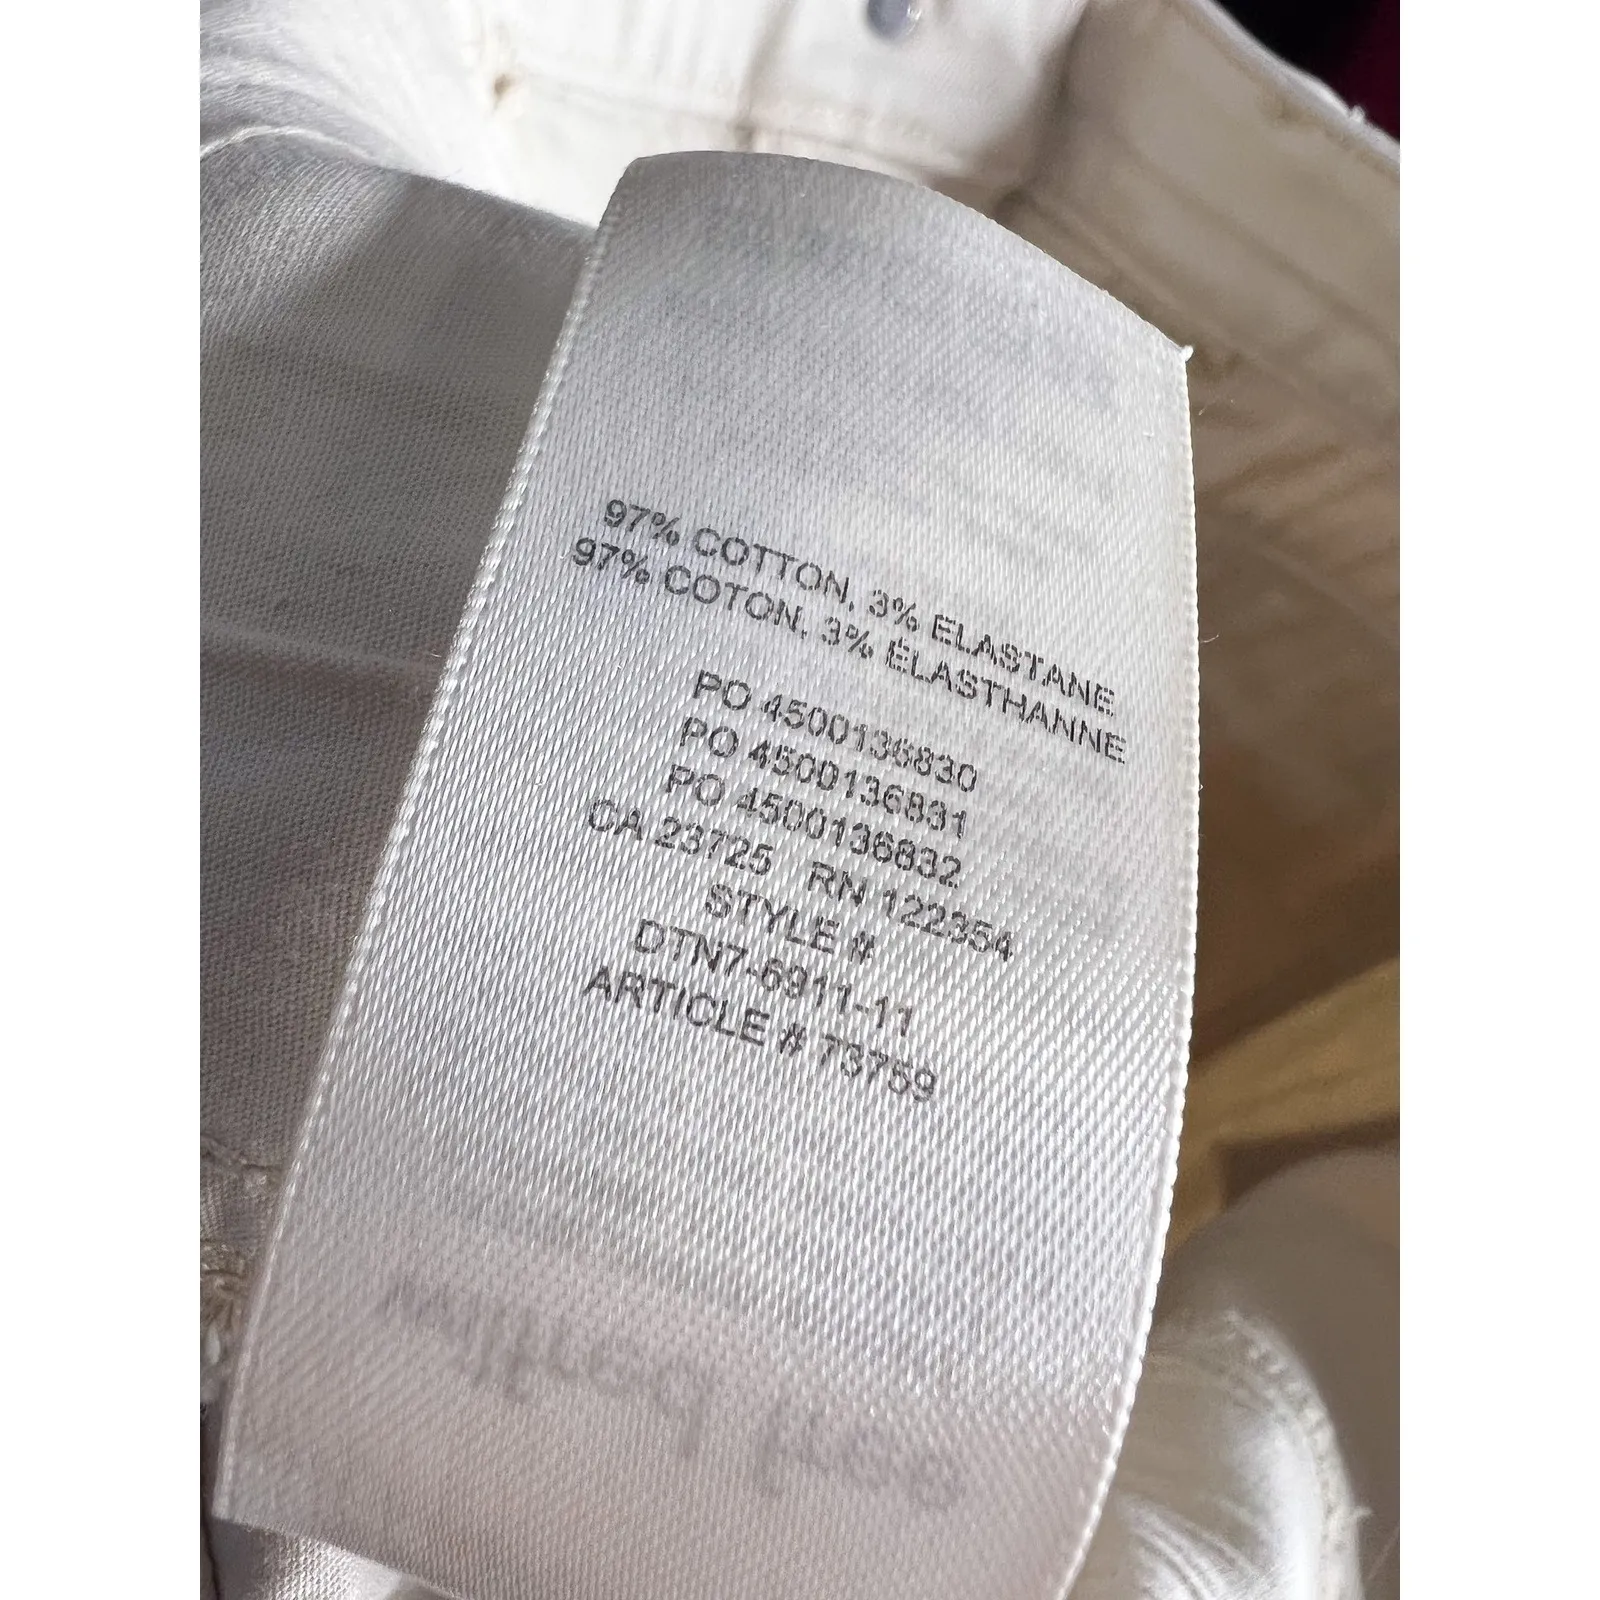 97% COTTON, 3% ELASTANE
97% COTON, 3% ÉLASTHANNE
PO 4500136830
PO 4500136831
PO 4500136832
CA 23725 RN 122354
STYLE #
DTN7-6911-11
ARTICLE # 73759